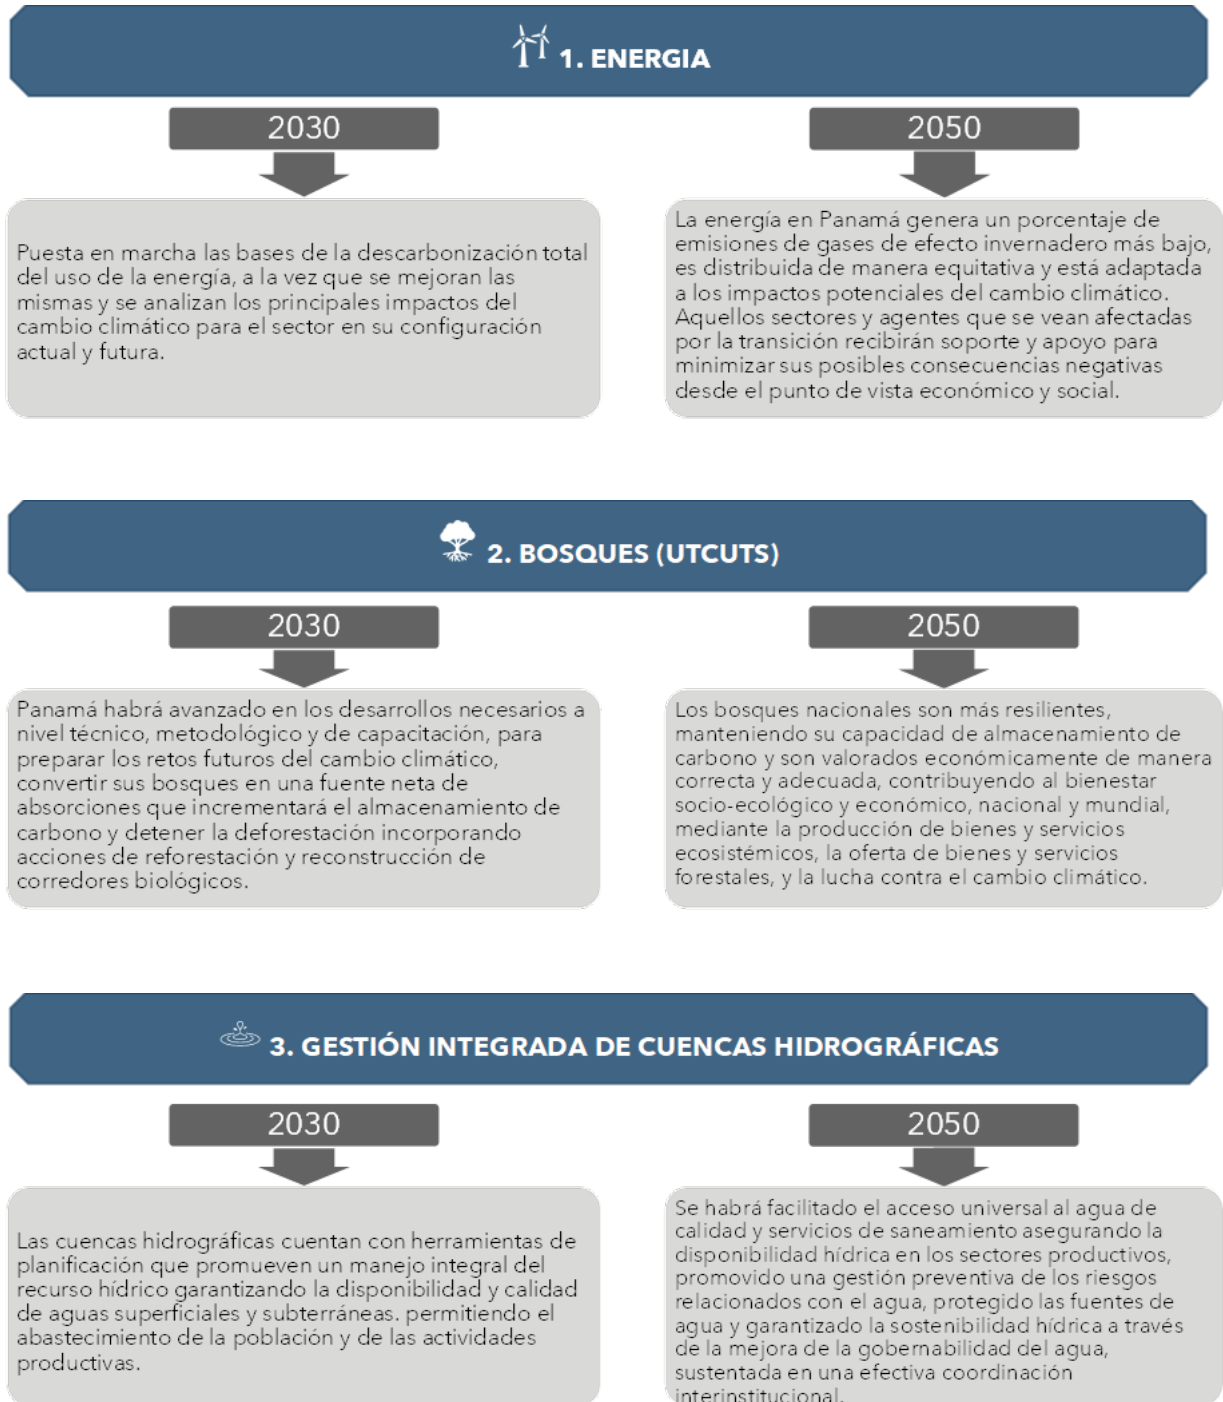 1. ENERGIA
2030
Puesta en marcha las bases de la descarbonización total
del uso de la energía, a la vez que se mejoran las
mismas y se analizan los principales impactos del
cambio climático para el sector en su configuración
actual y futura.
2050
La energía en Panamá genera un porcentaje de
emisiones de gases de efecto invernadero más bajo,
es distribuida de manera equitativa y está adaptada
a los impactos potenciales del cambio climático.
Aquellos sectores y agentes que se vean afectadas
por la transición recibirán soporte y apoyo para
minimizar sus posibles consecuencias negativas
desde el punto de vista económico y social.
2. BOSQUES (UTCUTS)
2030
Panamá habrá avanzado en los desarrollos necesarios a
nivel técnico, metodológico y de capacitación, para
preparar los retos futuros del cambio climático,
convertir sus bosques en una fuente neta de
absorciones que incrementará el almacenamiento de
carbono y detener la deforestación incorporando
acciones de reforestación y reconstrucción de
corredores biológicos.
2050
Los bosques nacionales son más resilientes,
manteniendo su capacidad de almacenamiento de
carbono y son valorados económicamente de manera
correcta y adecuada, contribuyendo al bienestar
socio-ecológico y económico, nacional y mundial,
mediante la producción de bienes y servicios
ecosistémicos, la oferta de bienes y servicios
forestales, y la lucha contra el cambio climático.
3. GESTIÓN INTEGRADA DE CUENCAS HIDROGRÁFICAS
2030
Las cuencas hidrográficas cuentan con herramientas de
planificación que promueven un manejo integral del
recurso hídrico garantizando la disponibilidad y calidad
de aguas superficiales y subterráneas. permitiendo el
abastecimiento de la población y de las actividades
productivas.
2050
Se habrá facilitado el acceso universal al agua de
calidad y servicios de saneamiento asegurando la
disponibilidad hídrica en los sectores productivos,
promovido una gestión preventiva de los riesgos
relacionados con el agua, protegido las fuentes de
agua y garantizado la sostenibilidad hídrica a través
de la mejora de la gobernabilidad del agua,
sustentada en una efectiva coordinación
interinstitucional.